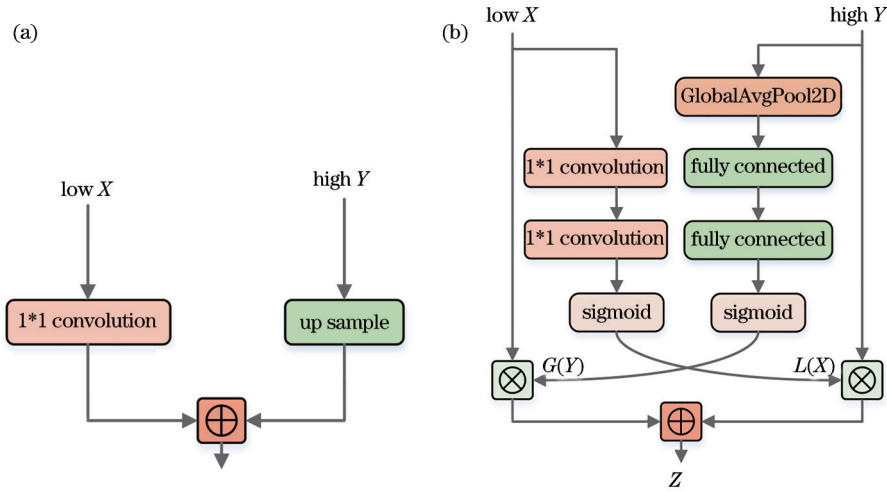 (a)
low X
high Y
1*1 convolution
up sample
(b)
low X
high Y
GlobalAvgPool2D
1*1 convolution
fully connected
1*1 convolution
fully connected
sigmoid
sigmoid
G(Y)
L(X)
Z